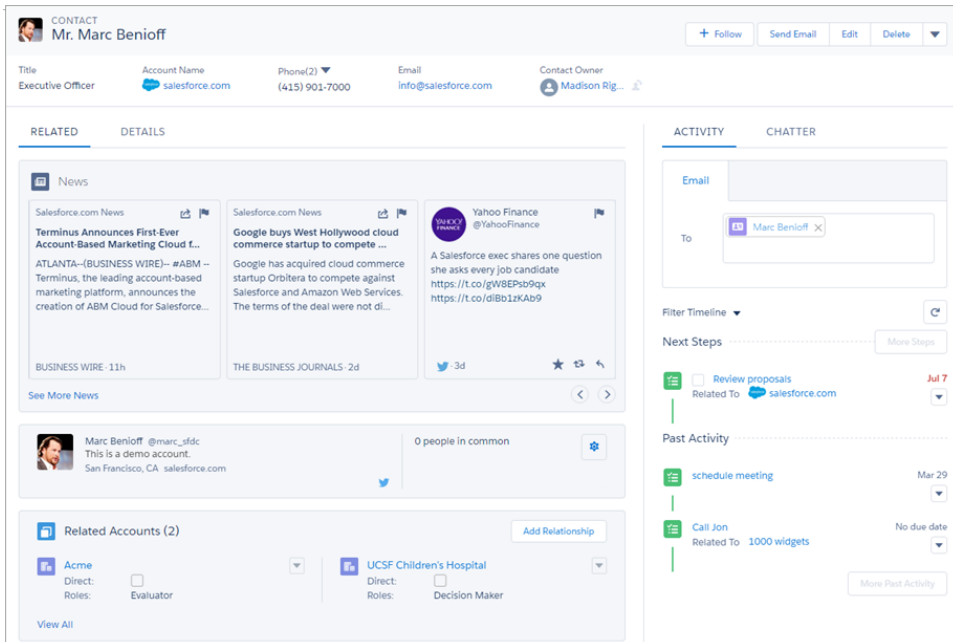 CONTACT
Mr. Marc Benioff
+ Follow
Send Email
Edit
Delete
Title
Executive Officer
Account Name
salesforce.com
Phone(2)
(415) 901-7000
Email
info@salesforce.com
Contact Owner
Madison Rig...
RELATED
DETAILS
News
Salesforce.com News
Terminus Announces First-Ever
Account-Based Marketing Cloud f...
ATLANTA--(BUSINESS WIRE)-- #ABM --
Terminus, the leading account-based
marketing platform, announces the
creation of ABM Cloud for Salesforce...
BUSINESS WIRE · 11h
Salesforce.com News
Google buys West Hollywood cloud
commerce startup to compete ...
Google has acquired cloud commerce
startup Orbitera to compete against
Salesforce and Amazon Web Services.
The terms of the deal were not di...
THE BUSINESS JOURNALS · 2d
YAHOO!
FINANCE
Yahoo Finance
@YahooFinance
A Salesforce exec shares one question
she asks every job candidate
https://t.co/gW8EPsb9qx
https://t.co/diBb1zKAb9
· 3d
See More News
Marc Benioff @marc_sfdc
This is a demo account.
San Francisco, CA salesforce.com
0 people in common
Related Accounts (2)
Add Relationship
Acme
Direct:
Roles: Evaluator
UCSF Children's Hospital
Direct:
Roles: Decision Maker
View All
ACTIVITY
CHATTER
Email
To
Marc Benioff
Filter Timeline
Next Steps
More Steps
Review proposals
Jul 7
Related To salesforce.com
Past Activity
schedule meeting
Mar 29
Call Jon
No due date
Related To 1000 widgets
More Past Activity